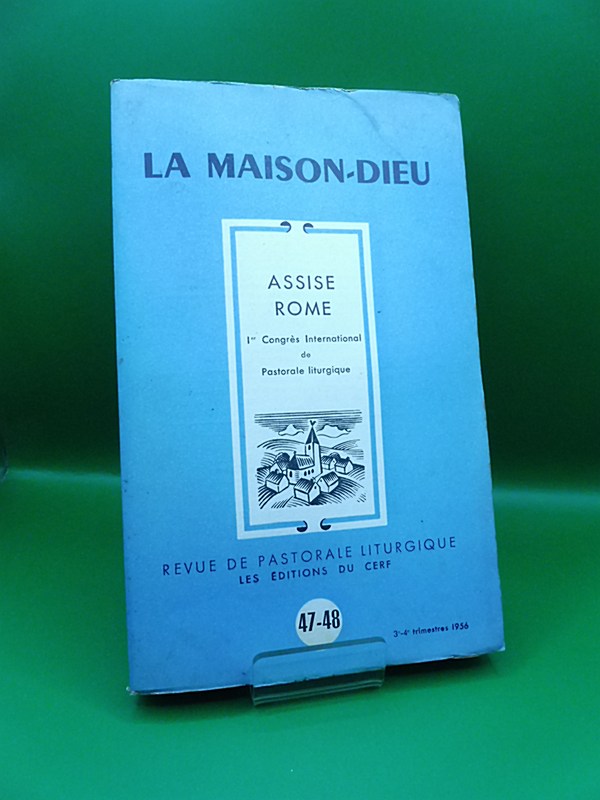 LA MAISON-DIEU
ASSISE
ROME
1er Congrès International
de
Pastorale liturgique
REVUE DE PASTORALE LITURGIQUE
LES ÉDITIONS DU CERF
47-48
3e-4e trimestres 1956